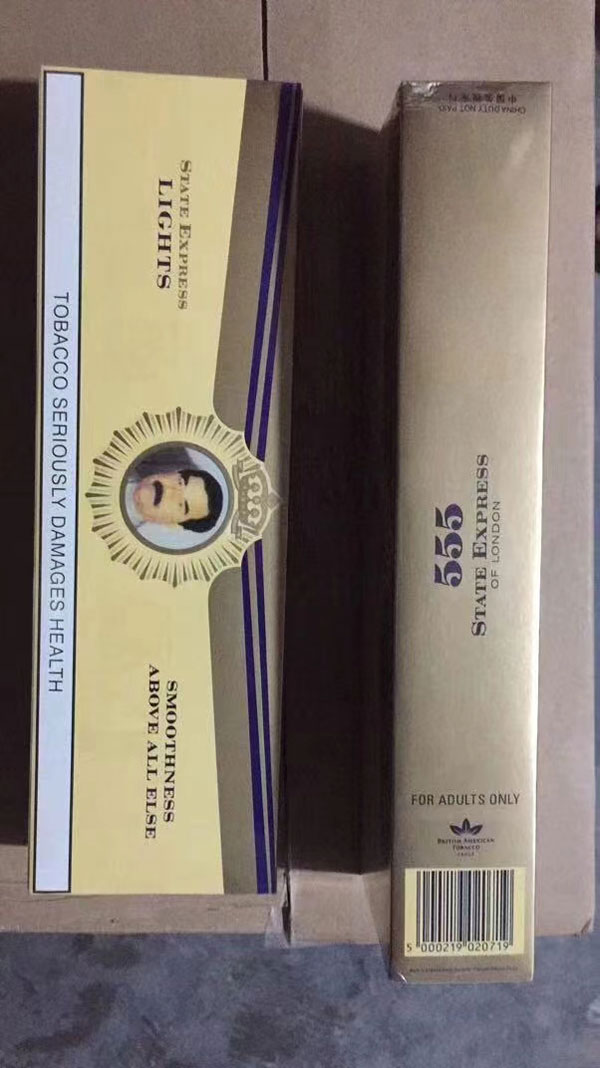 STATE EXPRESS
LIGHTS
SMOOTHNESS
ABOVE ALL ELSE
TOBACCO SERIOUSLY DAMAGES HEALTH
CHINA DUTY NOT PAID
555
STATE EXPRESS
OF LONDON
FOR ADULTS ONLY
BRITISH AMERICAN
TOBACCO
5 000219 020719